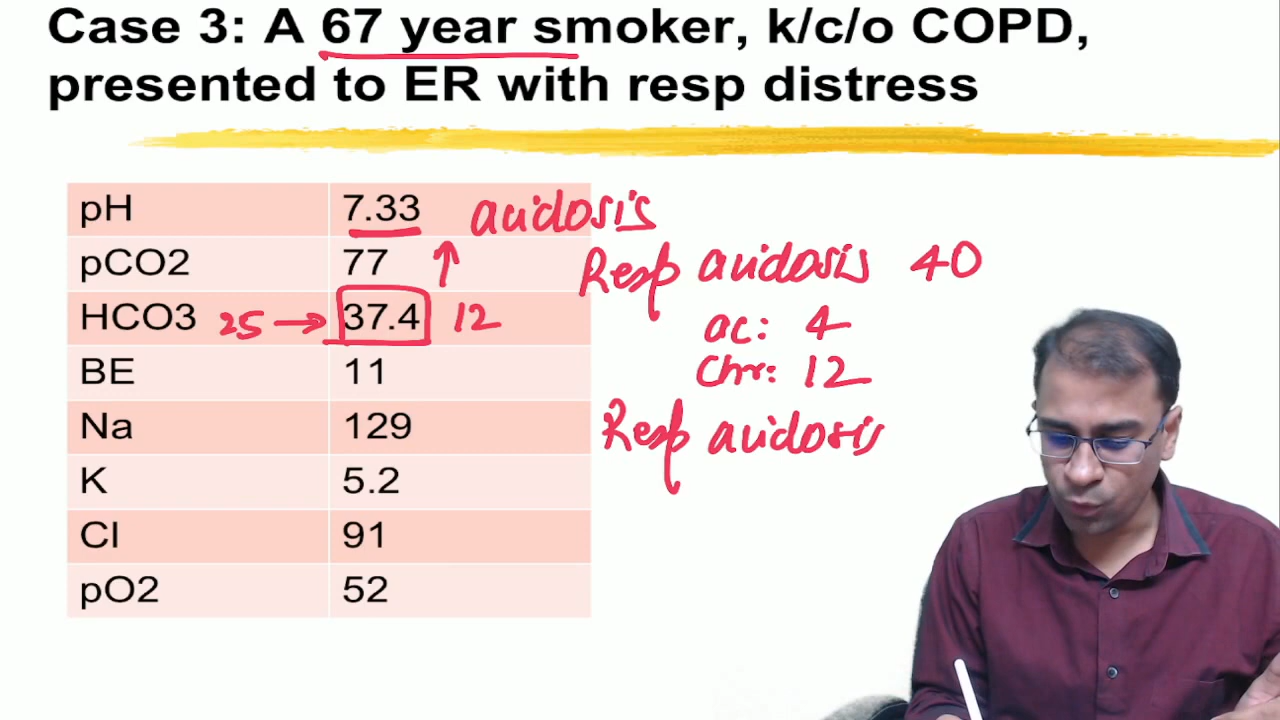 Case 3: A 67 year smoker, k/c/o COPD,
presented to ER with resp distress
pH 7.33 acidosis
pCO2 77 ↑ Resp acidosis 40
HCO3 25 → 37.4 12 ac: 4
BE 11 Chr: 12
Na 129 Resp acidosis
K 5.2
Cl 91
pO2 52